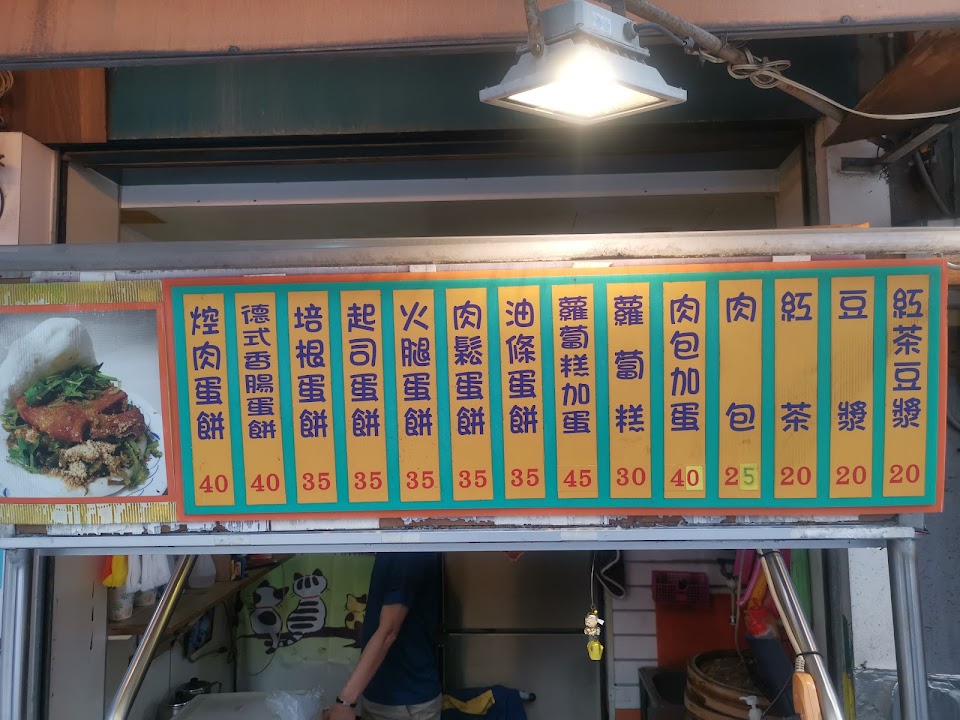 焢肉蛋餅 40
德式香腸蛋餅 40
培根蛋餅 35
起司蛋餅 35
火腿蛋餅 35
肉鬆蛋餅 35
油條蛋餅 35
蘿蔔糕加蛋 45
蘿蔔糕 30
肉包加蛋 40
肉包 25
紅茶 20
豆漿 20
紅茶豆漿 20